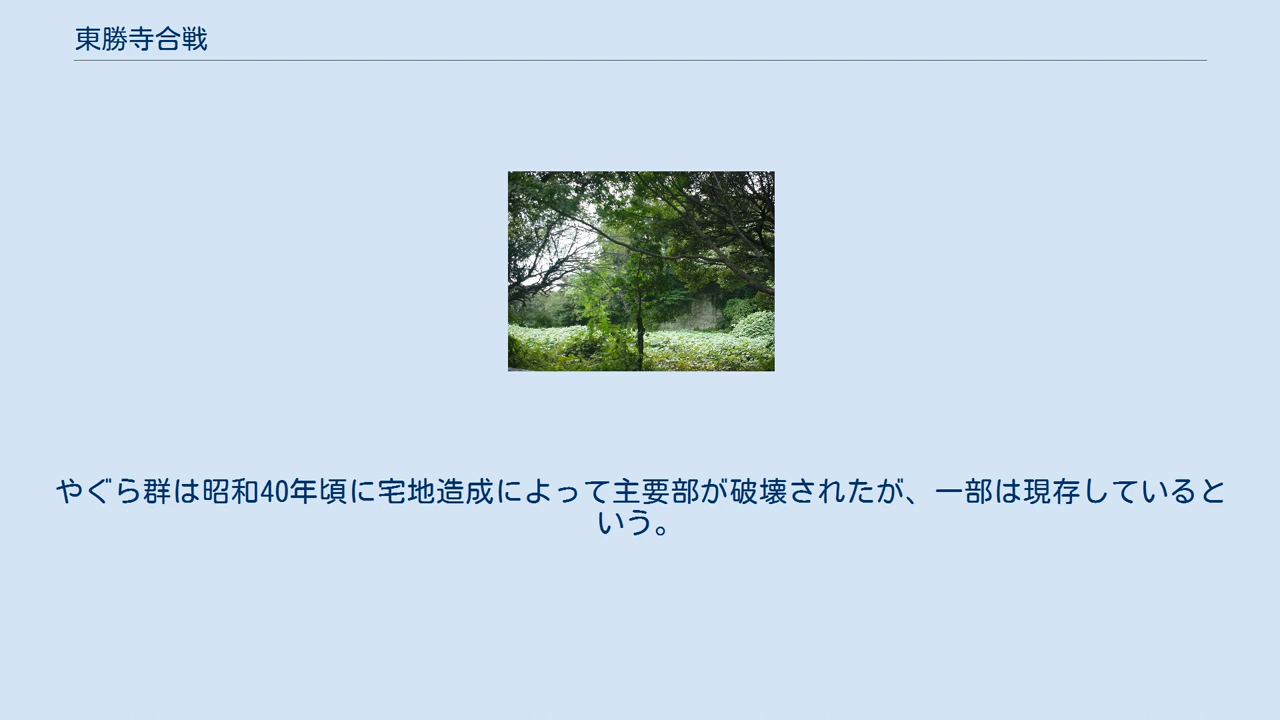 東勝寺合戦
やぐら群は昭和40年頃に宅地造成によって主要部が破壊されたが、一部は現存していると
いう。